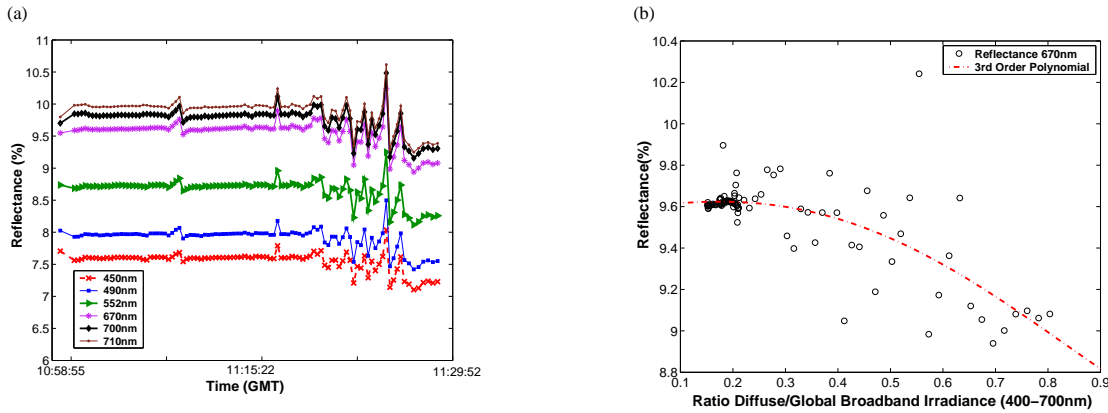 (a)
11
10.5
10
9.5
9
8.5
8
7.5
7
6.5
6
Reflectance (%)
450nm
490nm
552nm
670nm
700nm
710nm
10:58:55
11:15:22
11:29:52
Time (GMT)
(b)
10.4
10.2
10
9.8
9.6
9.4
9.2
9
8.8
Reflectance(%)
Reflectance 670nm
3rd Order Polynomial
0.1
0.2
0.3
0.4
0.5
0.6
0.7
0.8
0.9
Ratio Diffuse/Global Broadband Irradiance (400–700nm)